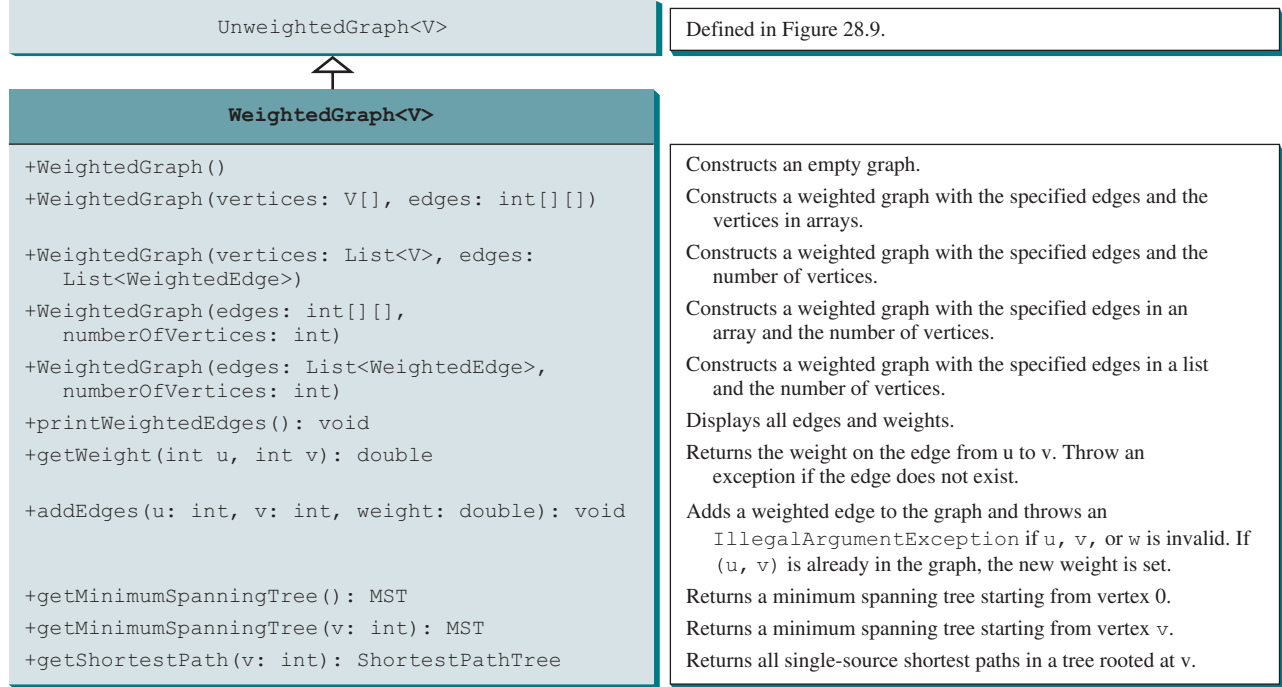 UnweightedGraph<V>
Defined in Figure 28.9.
WeightedGraph<V>
+WeightedGraph()
Constructs an empty graph.
+WeightedGraph(vertices: V[], edges: int[][])
Constructs a weighted graph with the specified edges and the
vertices in arrays.
+WeightedGraph(vertices: List<V>, edges:
List<WeightedEdge>)
Constructs a weighted graph with the specified edges and the
number of vertices.
+WeightedGraph(edges: int[][],
numberOfVertices: int)
Constructs a weighted graph with the specified edges in an
array and the number of vertices.
+WeightedGraph(edges: List<WeightedEdge>,
numberOfVertices: int)
Constructs a weighted graph with the specified edges in a list
and the number of vertices.
+printWeightedEdges(): void
Displays all edges and weights.
+getWeight(int u, int v): double
Returns the weight on the edge from u to v. Throw an
exception if the edge does not exist.
+addEdges(u: int, v: int, weight: double): void
Adds a weighted edge to the graph and throws an
IllegalArgumentException if u, v, or w is invalid. If
(u, v) is already in the graph, the new weight is set.
+getMinimumSpanningTree(): MST
Returns a minimum spanning tree starting from vertex 0.
+getMinimumSpanningTree(v: int): MST
Returns a minimum spanning tree starting from vertex v.
+getShortestPath(v: int): ShortestPathTree
Returns all single-source shortest paths in a tree rooted at v.